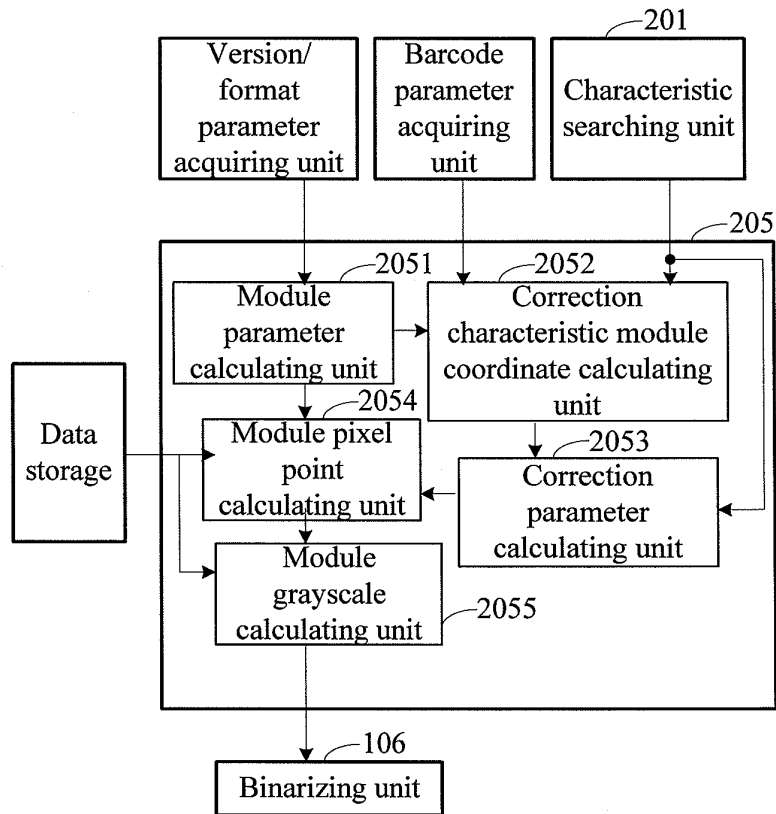 201
Version/
format
parameter
acquiring unit
Barcode
parameter
acquiring
unit
Characteristic
searching unit
205
2051
Module
parameter
calculating unit
2052
Correction
characteristic module
coordinate calculating
unit
Data
storage
2054
Module pixel
point
calculating unit
2053
Correction
parameter
calculating unit
Module
grayscale
calculating unit
2055
106
Binarizing unit